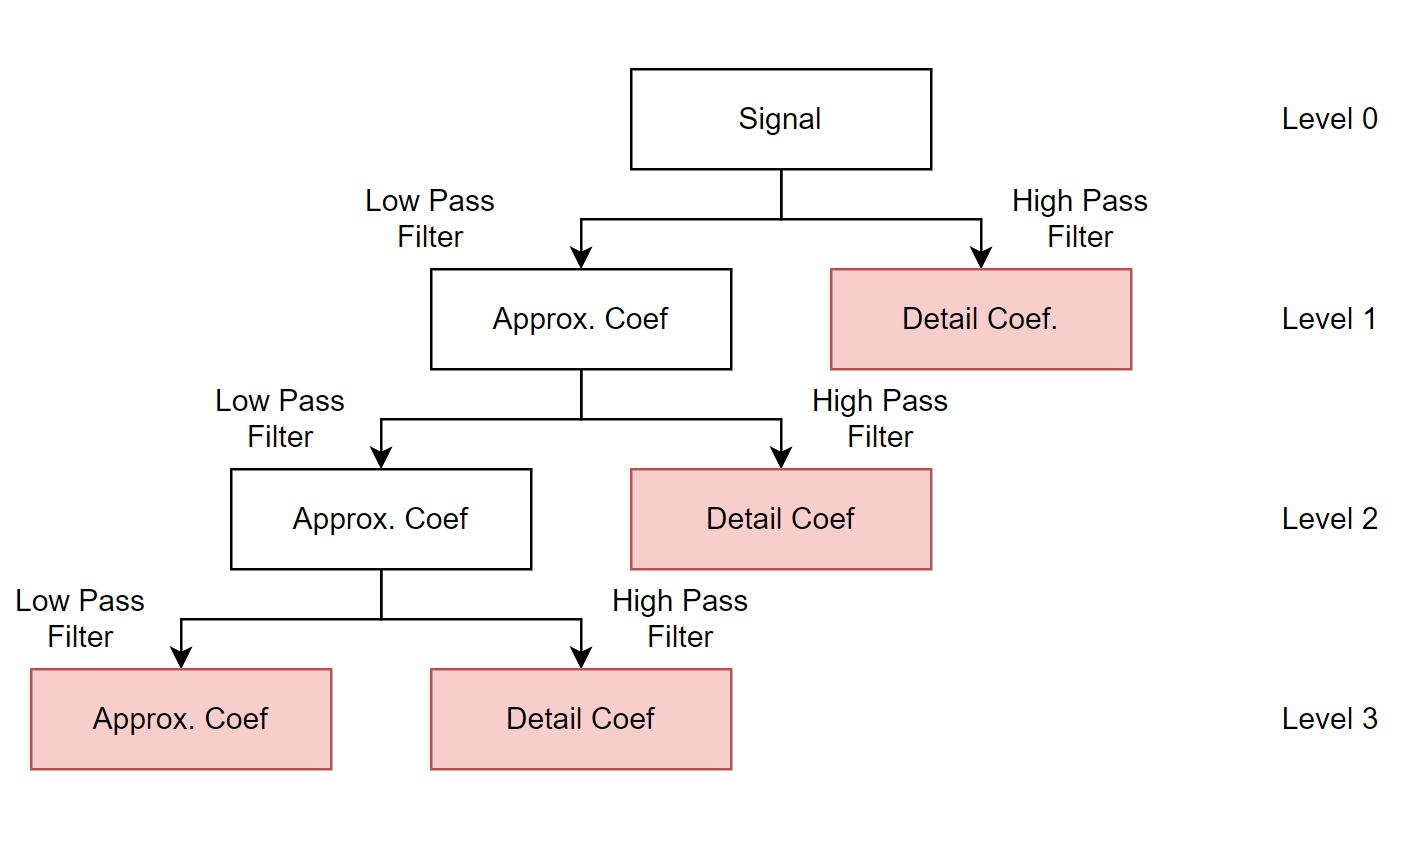 Signal
Level 0
Low Pass
Filter
High Pass
Filter
Approx. Coef
Detail Coef.
Level 1
Low Pass
Filter
High Pass
Filter
Approx. Coef
Detail Coef
Level 2
Low Pass
Filter
High Pass
Filter
Approx. Coef
Detail Coef
Level 3